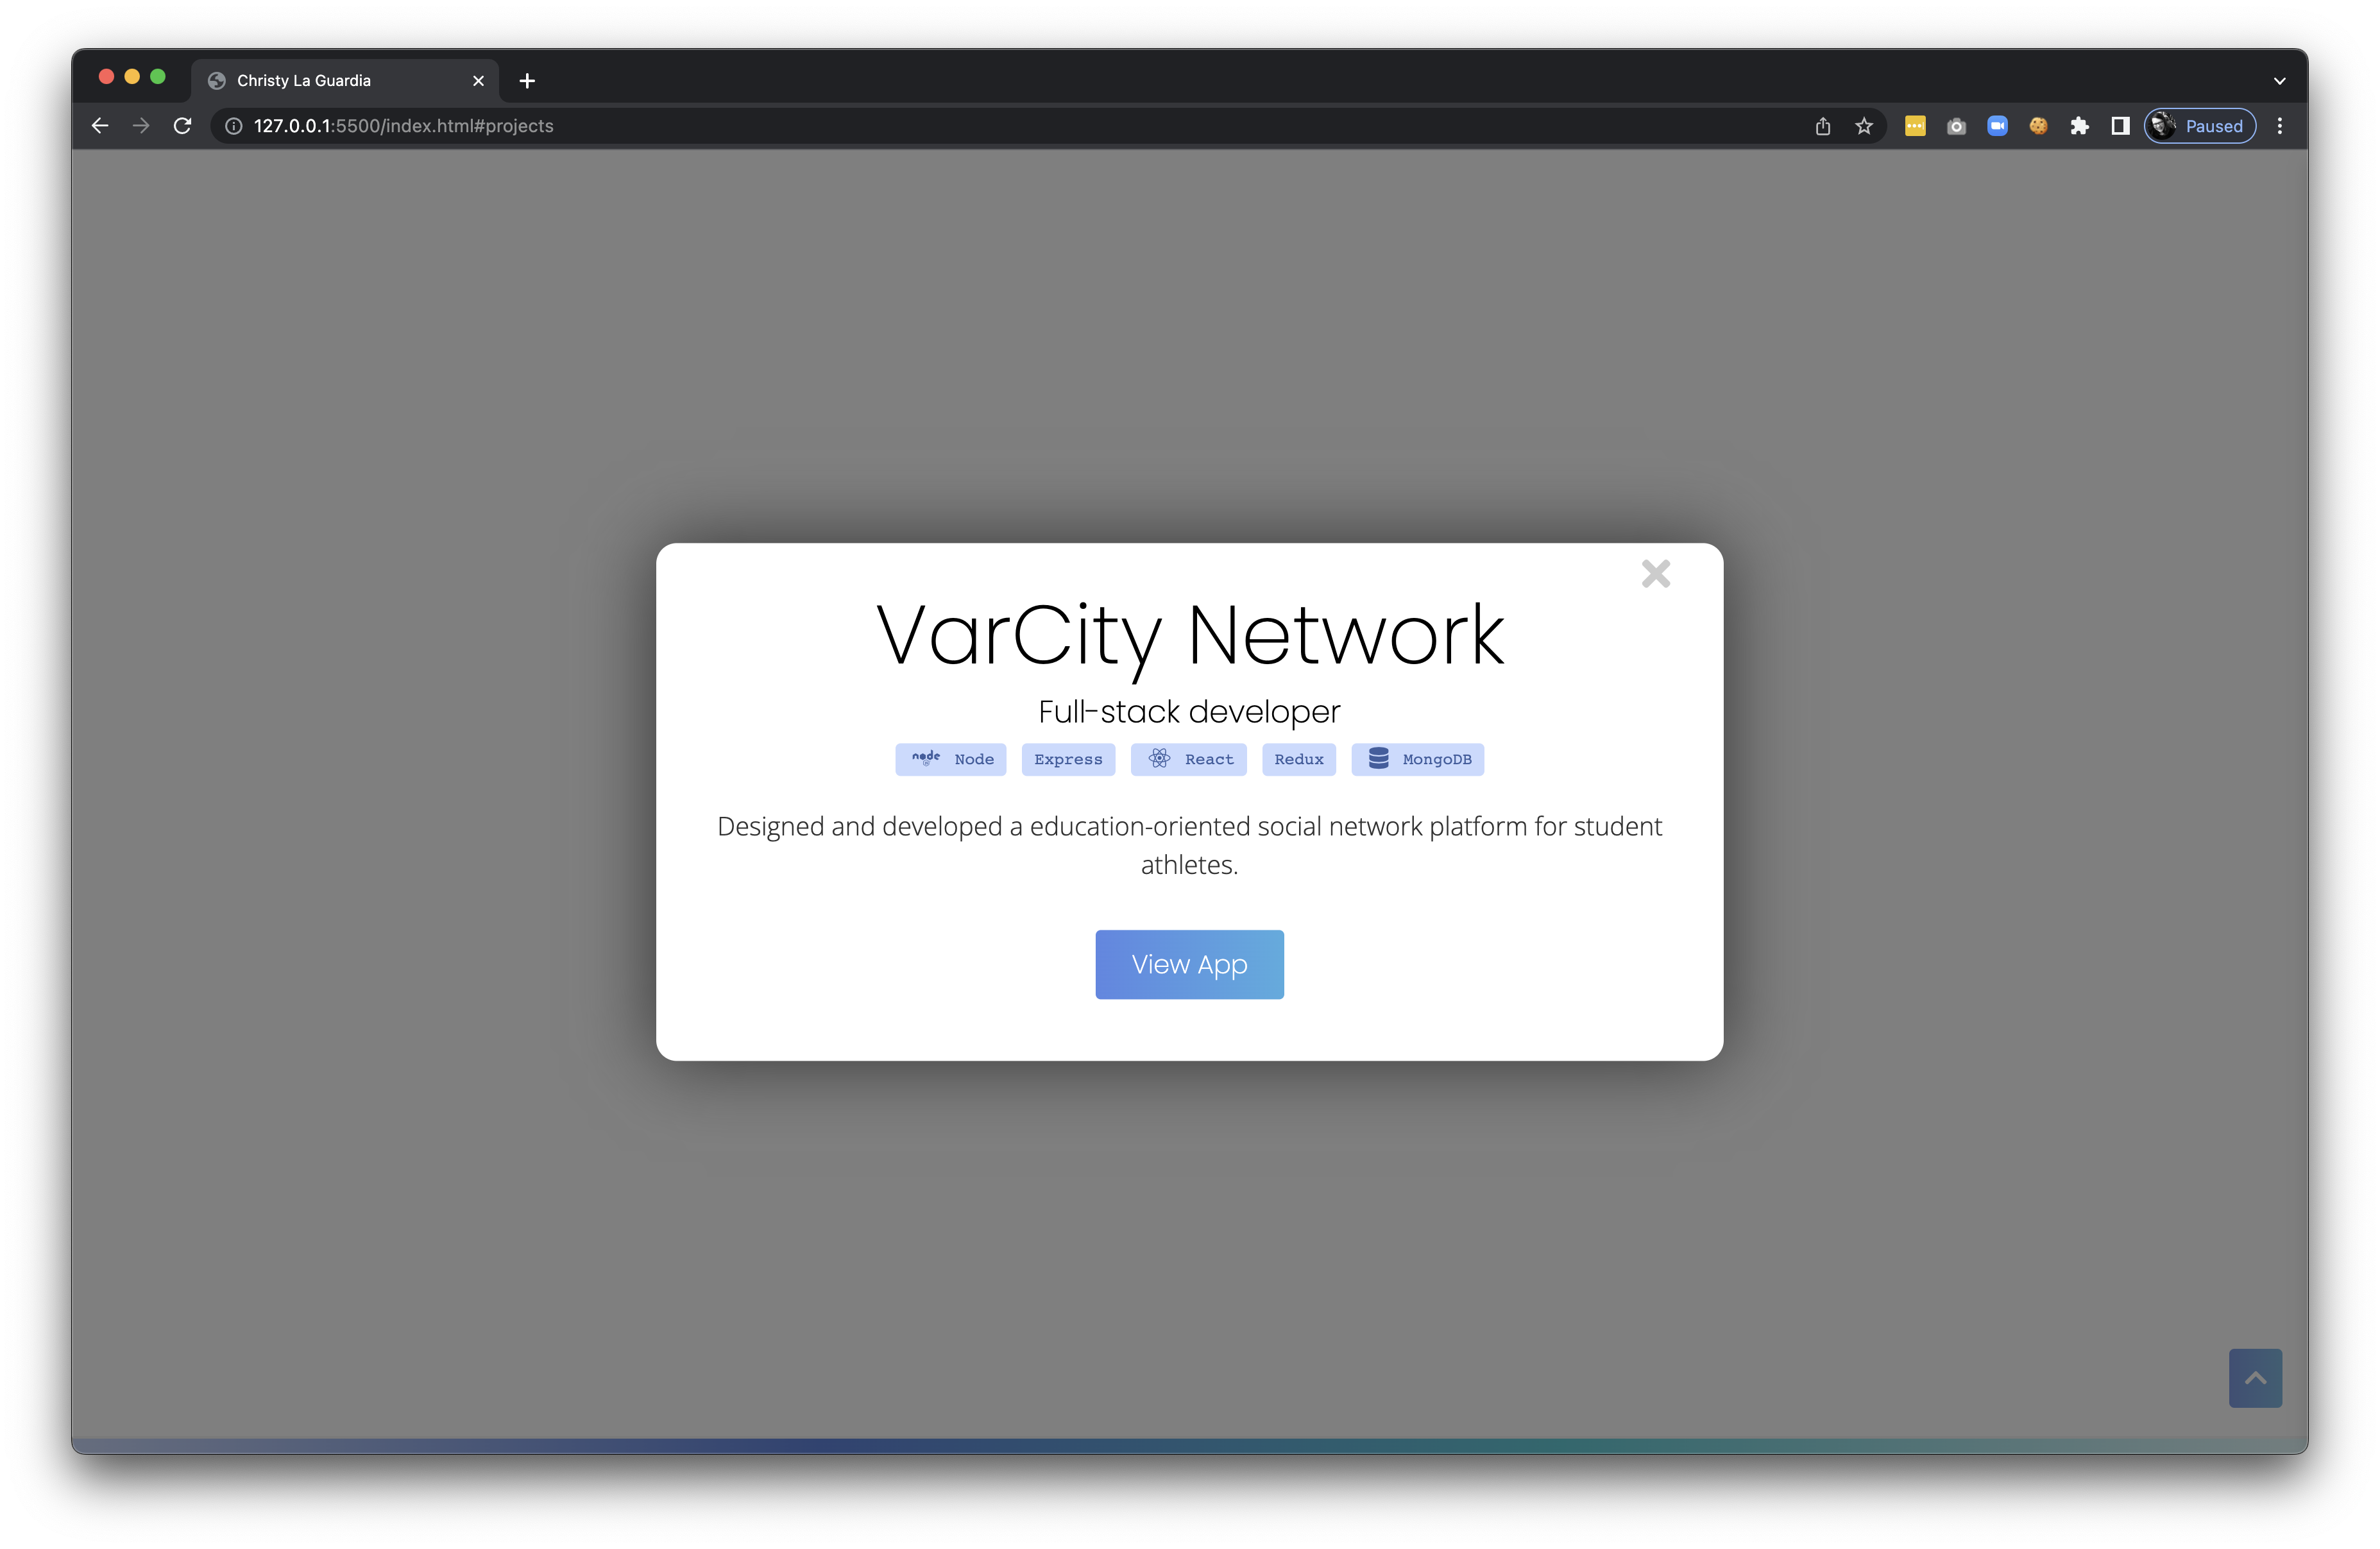 Christy La Guardia
127.0.0.1:5500/index.html#projects
Paused
VarCity Network
Full-stack developer
node Node Express React Redux MongoDB
Designed and developed a education-oriented social network platform for student
athletes.
View App